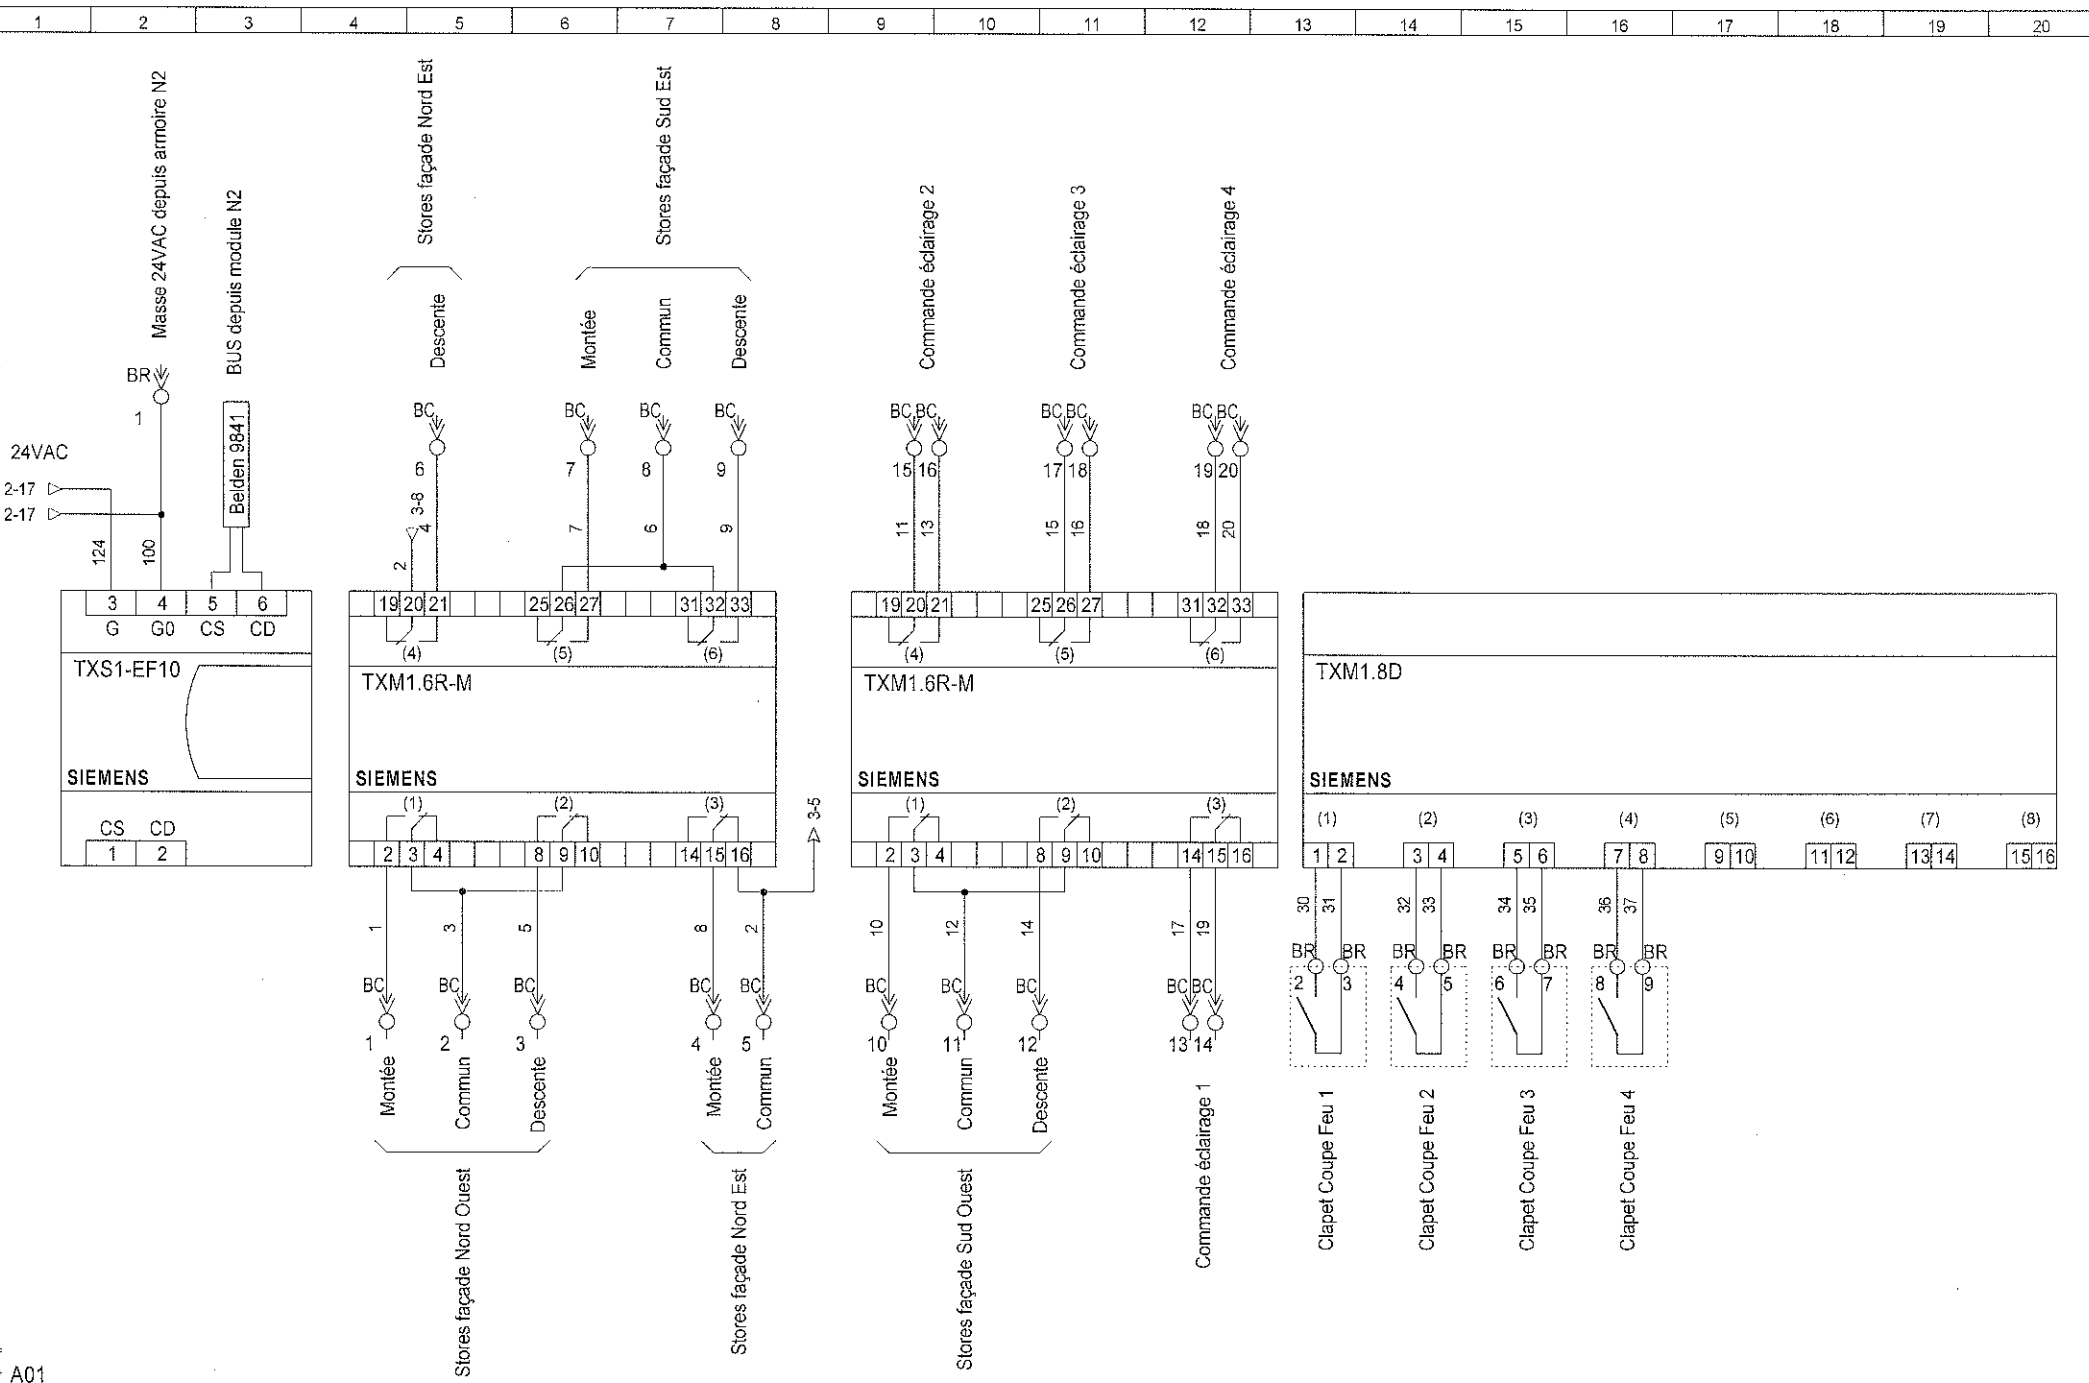 1 2 3 4 5 6 7 8 9 10 11 12 13 14 15 16 17 18 19 20
Masse 24VAC depuis armoire N2
BUS depuis module N2
Stores façade Nord Est
Stores façade Sud Est
Descente
Montée
Commun
Descente
Commande éclairage 2
Commande éclairage 3
Commande éclairage 4
BR
1
Belden 9841
24VAC
2-17
2-17
124
100
BC BC BC BC BC BC BC BC BC BC
6 7 8 9 15 16 17 18 19 20
3-8
2 4 7 6 9 11 13 15 16 18 20
3 4 5 6
G G0 CS CD
TXS1-EF10
SIEMENS
CS CD
1 2
19 20 21 25 26 27 31 32 33
(4) (5) (6)
TXM1.6R-M
SIEMENS
(1) (2) (3)
2 3 4 8 9 10 14 15 16
3-5
19 20 21 25 26 27 31 32 33
(4) (5) (6)
TXM1.6R-M
SIEMENS
(1) (2) (3)
2 3 4 8 9 10 14 15 16
TXM1.8D
SIEMENS
(1) (2) (3) (4) (5) (6) (7) (8)
1 2 3 4 5 6 7 8 9 10 11 12 13 14 15 16
1 3 5 8 2 10 12 14 17 19
30 31 32 33 34 35 36 37
BR BR BR BR BR BR BR BR
2 3 4 5 6 7 8 9
BC BC BC BC BC BC BC BC BC BC
1 2 3 4 5 10 11 12 13 14
Montée
Commun
Descente
Montée
Commun
Montée
Commun
Descente
Stores façade Nord Ouest
Stores façade Nord Est
Stores façade Sud Ouest
Commande éclairage 1
Clapet Coupe Feu 1
Clapet Coupe Feu 2
Clapet Coupe Feu 3
Clapet Coupe Feu 4
A01